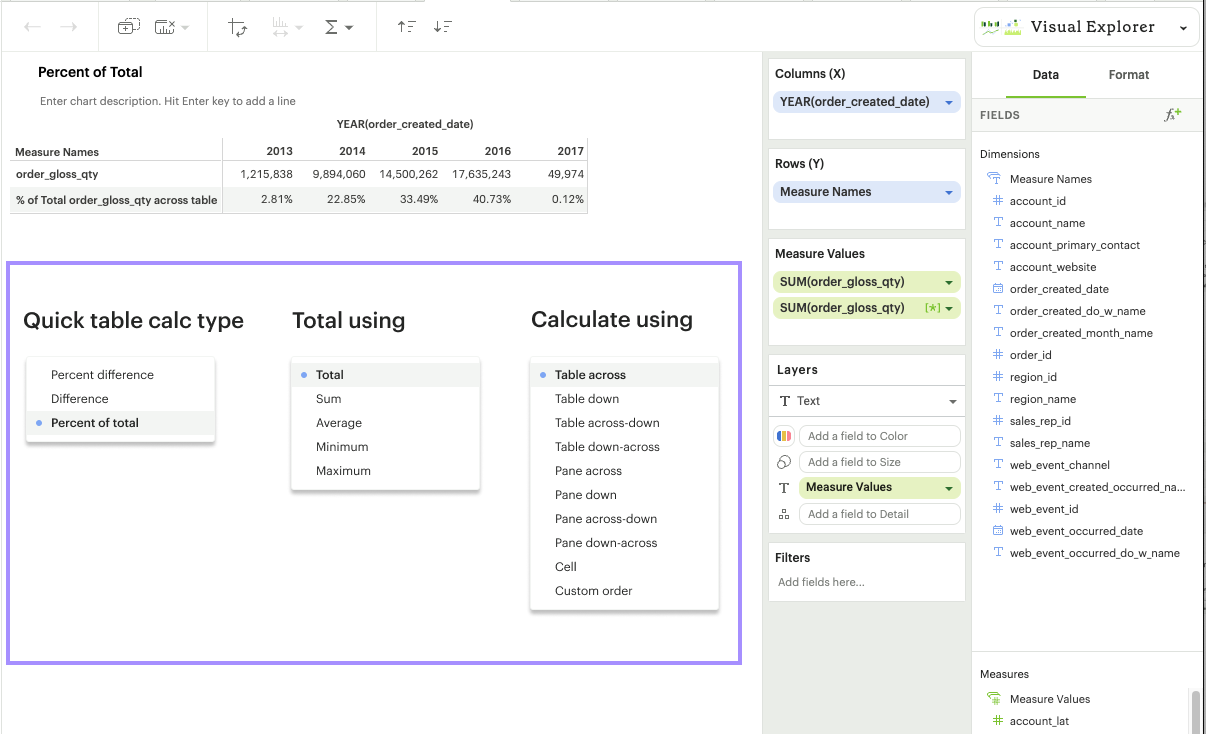 Visual Explorer
Percent of Total
Enter chart description. Hit Enter key to add a line
YEAR(order_created_date)
Measure Names 2013 2014 2015 2016 2017
order_gloss_qty 1,215,838 9,894,060 14,500,262 17,635,243 49,974
% of Total order_gloss_qty across table 2.81% 22.85% 33.49% 40.73% 0.12%
Quick table calc type
Percent difference
Difference
Percent of total
Total using
Total
Sum
Average
Minimum
Maximum
Calculate using
Table across
Table down
Table across-down
Table down-across
Pane across
Pane down
Pane across-down
Pane down-across
Cell
Custom order
Columns (X)
YEAR(order_created_date)
Rows (Y)
Measure Names
Measure Values
SUM(order_gloss_qty)
SUM(order_gloss_qty) [*]
Layers
T Text
Add a field to Color
Add a field to Size
T Measure Values
Add a field to Detail
Filters
Add fields here...
Data Format
FIELDS
Dimensions
Measure Names
account_id
account_name
account_primary_contact
account_website
order_created_date
order_created_do_w_name
order_created_month_name
order_id
region_id
region_name
sales_rep_id
sales_rep_name
web_event_channel
web_event_created_occurred_na...
web_event_id
web_event_occurred_date
web_event_occurred_do_w_name
Measures
Measure Values
account_lat